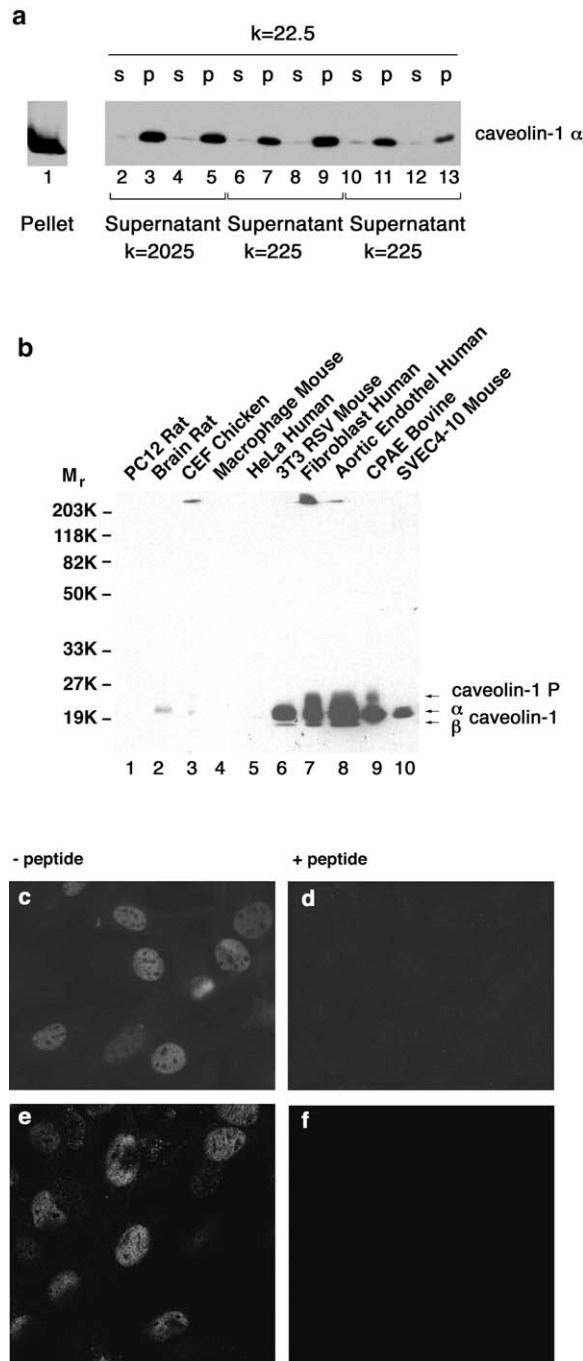 a
k=22.5
s p s p s p s p s p s p
caveolin-1 α
1 2 3 4 5 6 7 8 9 10 11 12 13
Pellet Supernatant Supernatant Supernatant
k=2025 k=225 k=225
b
PC12 Rat
Brain Rat
CEF Chicken
Macrophage Mouse
HeLa Human
3T3 RSV Mouse
Fibroblast Human
Aortic Endothel Human
CPAE Bovine
SVEC4-10 Mouse
Mr
203K –
118K –
82K –
50K –
33K –
27K –
19K –
caveolin-1 P
α
β caveolin-1
1 2 3 4 5 6 7 8 9 10
- peptide + peptide
c d
e f